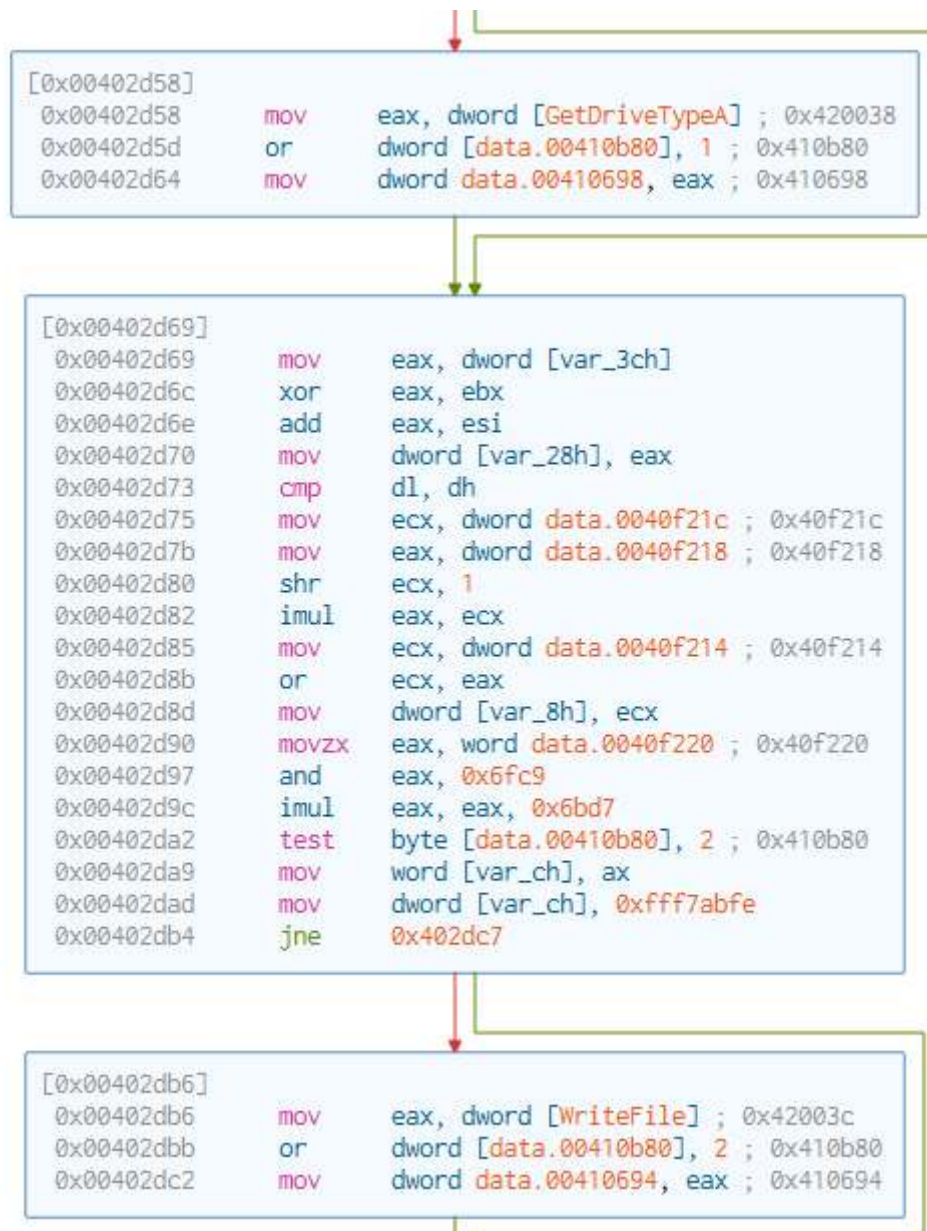 [0x00402d58]
0x00402d58 mov eax, dword [GetDriveTypeA] ; 0x420038
0x00402d5d or dword [data.00410b80], 1 ; 0x410b80
0x00402d64 mov dword data.00410698, eax ; 0x410698
[0x00402d69]
0x00402d69 mov eax, dword [var_3ch]
0x00402d6c xor eax, ebx
0x00402d6e add eax, esi
0x00402d70 mov dword [var_28h], eax
0x00402d73 cmp dl, dh
0x00402d75 mov ecx, dword data.0040f21c ; 0x40f21c
0x00402d7b mov eax, dword data.0040f218 ; 0x40f218
0x00402d80 shr ecx, 1
0x00402d82 imul eax, ecx
0x00402d85 mov ecx, dword data.0040f214 ; 0x40f214
0x00402d8b or ecx, eax
0x00402d8d mov dword [var_8h], ecx
0x00402d90 movzx eax, word data.0040f220 ; 0x40f220
0x00402d97 and eax, 0x6fc9
0x00402d9c imul eax, eax, 0x6bd7
0x00402da2 test byte [data.00410b80], 2 ; 0x410b80
0x00402da9 mov word [var_ch], ax
0x00402dad mov dword [var_ch], 0xfff7abfe
0x00402db4 jne 0x402dc7
[0x00402db6]
0x00402db6 mov eax, dword [WriteFile] ; 0x42003c
0x00402dbb or dword [data.00410b80], 2 ; 0x410b80
0x00402dc2 mov dword data.00410694, eax ; 0x410694